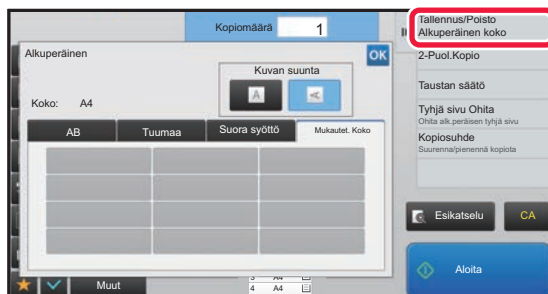 Kopiomäärä
1
Tallennus/Poisto
Alkuperäinen koko
Alkuperäinen
OK
2-Puol.Kopio
Kuvan suunta
A
A
Taustan säätö
Koko: A4
Tyhjä sivu Ohita
Ohita alk.peräisen tyhjä sivu
AB
Tuumaa
Suora syöttö
Mukautet. Koko
Kopiosuhde
Suurenna/pienennä kopiota
Esikatselu
CA
Aloita
Muut
3 A4
4 A4